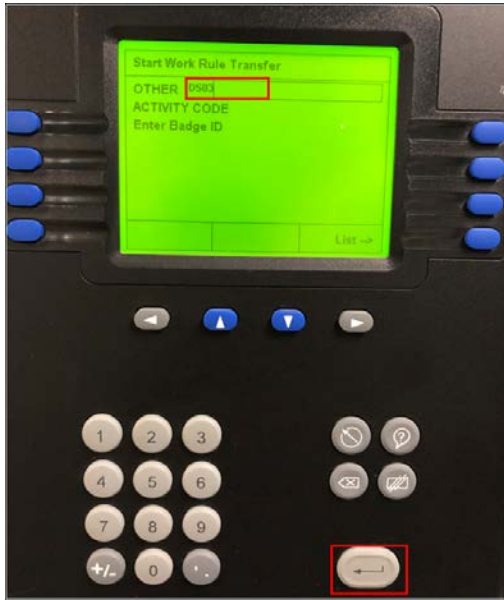 Start Work Rule Transfer
OTHER DS03
ACTIVITY CODE
Enter Badge ID
List -->
1 2 3
4 5 6
7 8 9
+/- 0 ' .